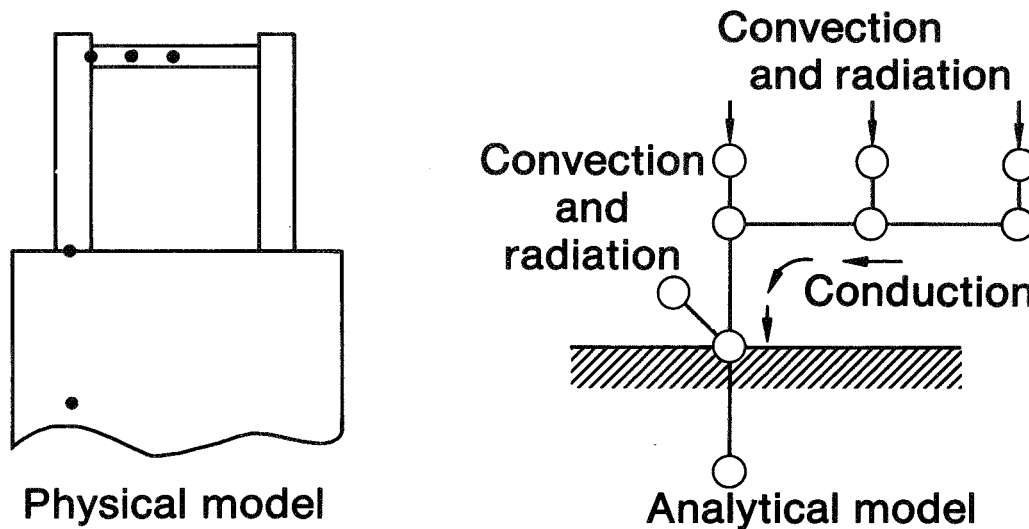 Convection
and radiation
Convection
and
radiation
Conduction
Physical model
Analytical model